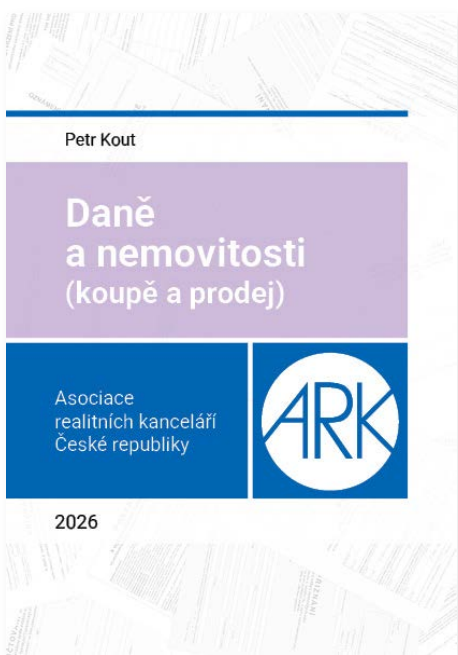 Petr Kout
Daně
a nemovitosti
(koupě a prodej)
Asociace
realitních kanceláří
České republiky
ARK
2026